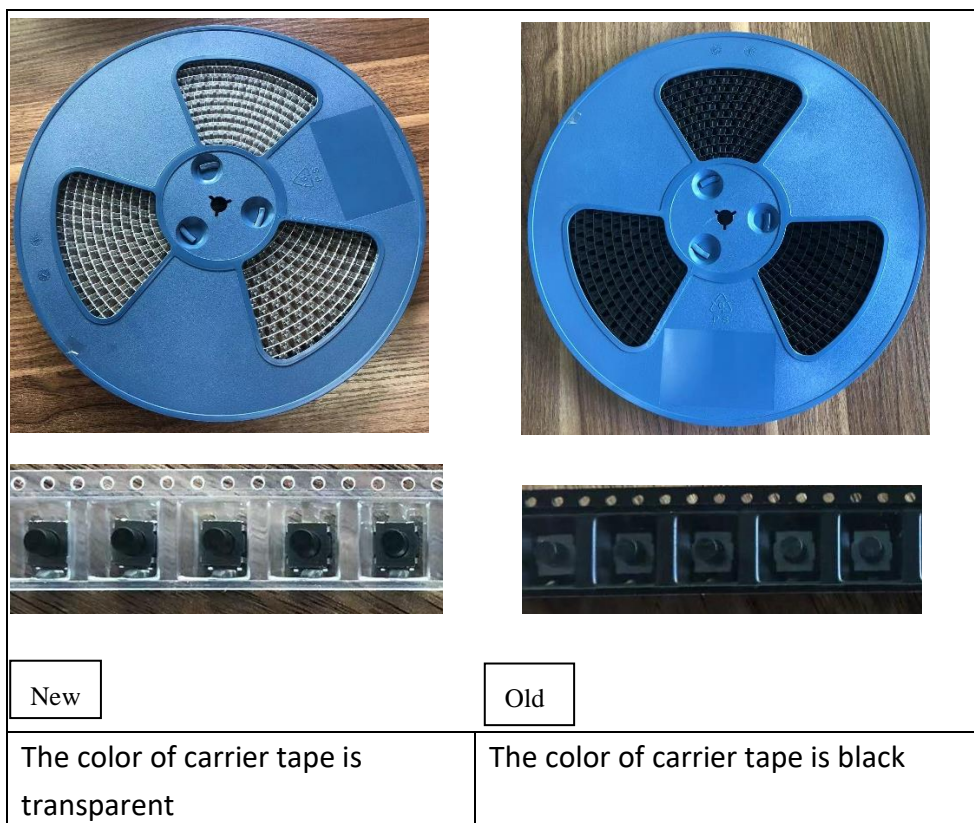 New
Old
The color of carrier tape is
transparent
The color of carrier tape is black